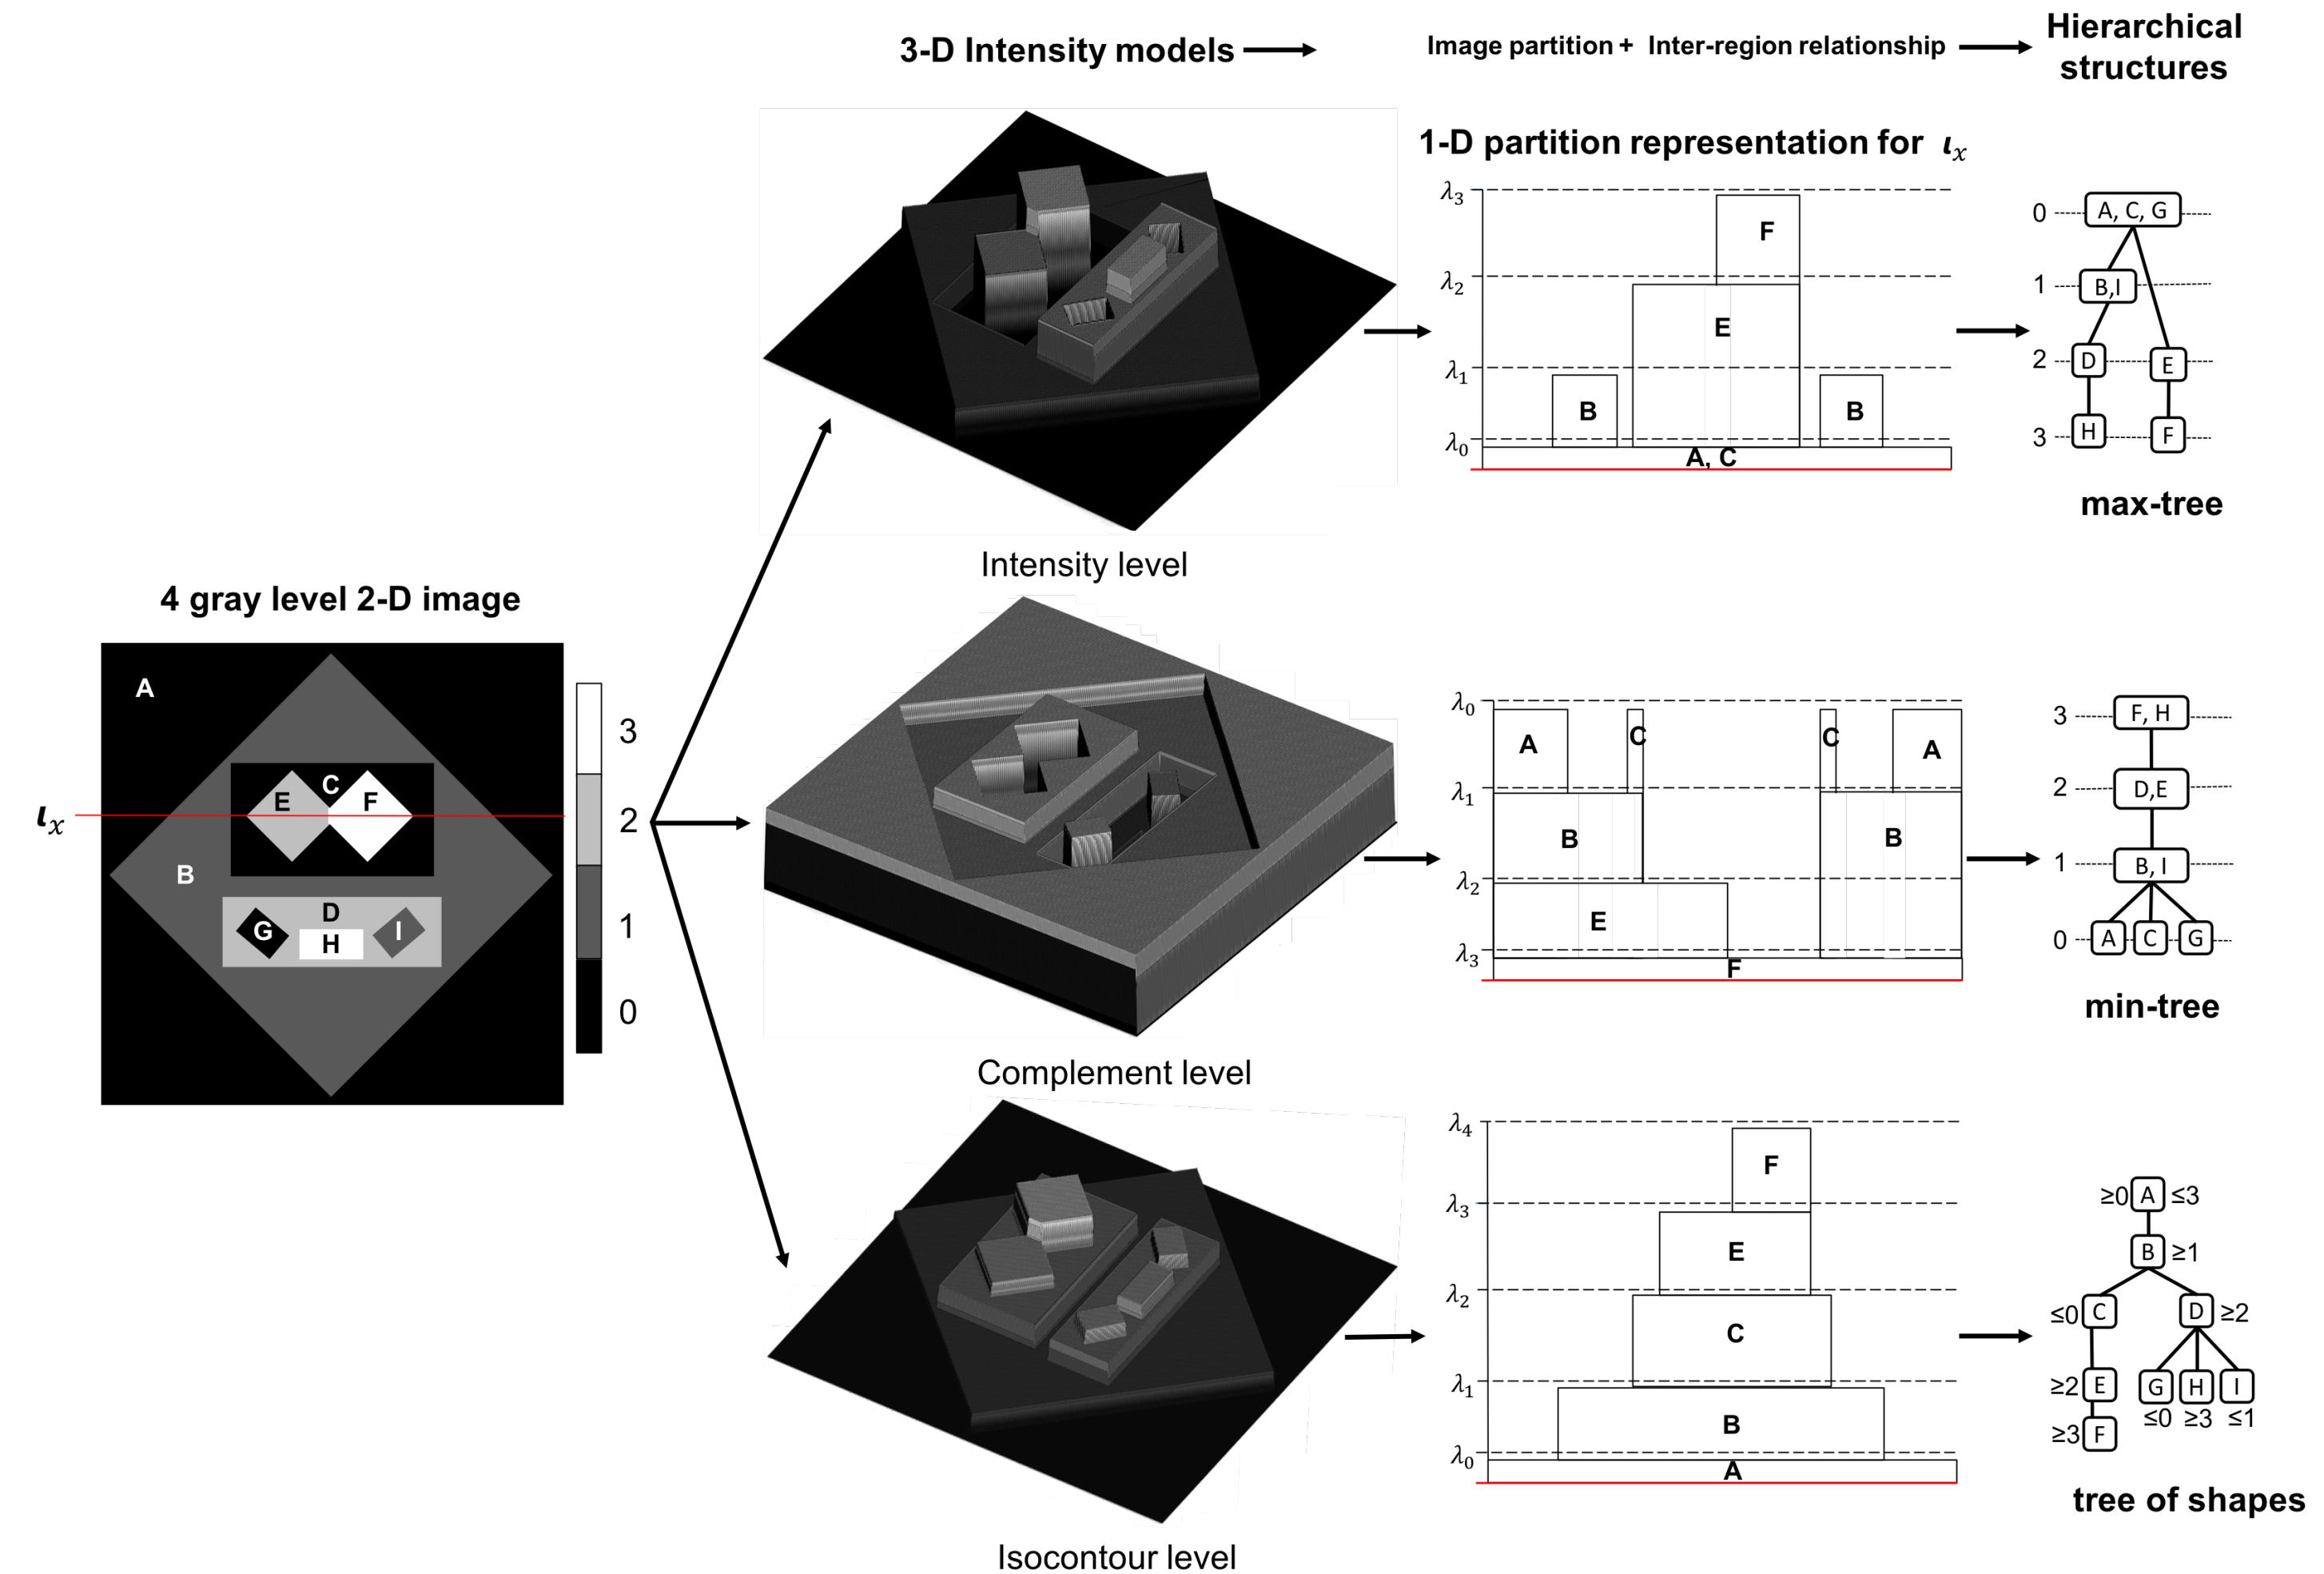 3-D Intensity models
Image partition + Inter-region relationship
Hierarchical
structures
1-D partition representation for ιx
λ3
λ2
λ1
λ0
F
E
B
B
A, C
0
A, C, G
1
B,I
2
D
E
3
H
F
max-tree
Intensity level
4 gray level 2-D image
A
C
E
F
ιx
B
D
G
H
I
3
2
1
0
λ0
λ1
λ2
λ3
A
C
C
A
B
B
E
F
3
F, H
2
D,E
1
B, I
0
A
C
G
min-tree
Complement level
λ4
λ3
λ2
λ1
λ0
F
E
C
B
A
≥0 A ≤3
B ≥1
≤0 C
D ≥2
≥2 E
G H I
≤0 ≥3 ≤1
≥3 F
tree of shapes
Isocontour level